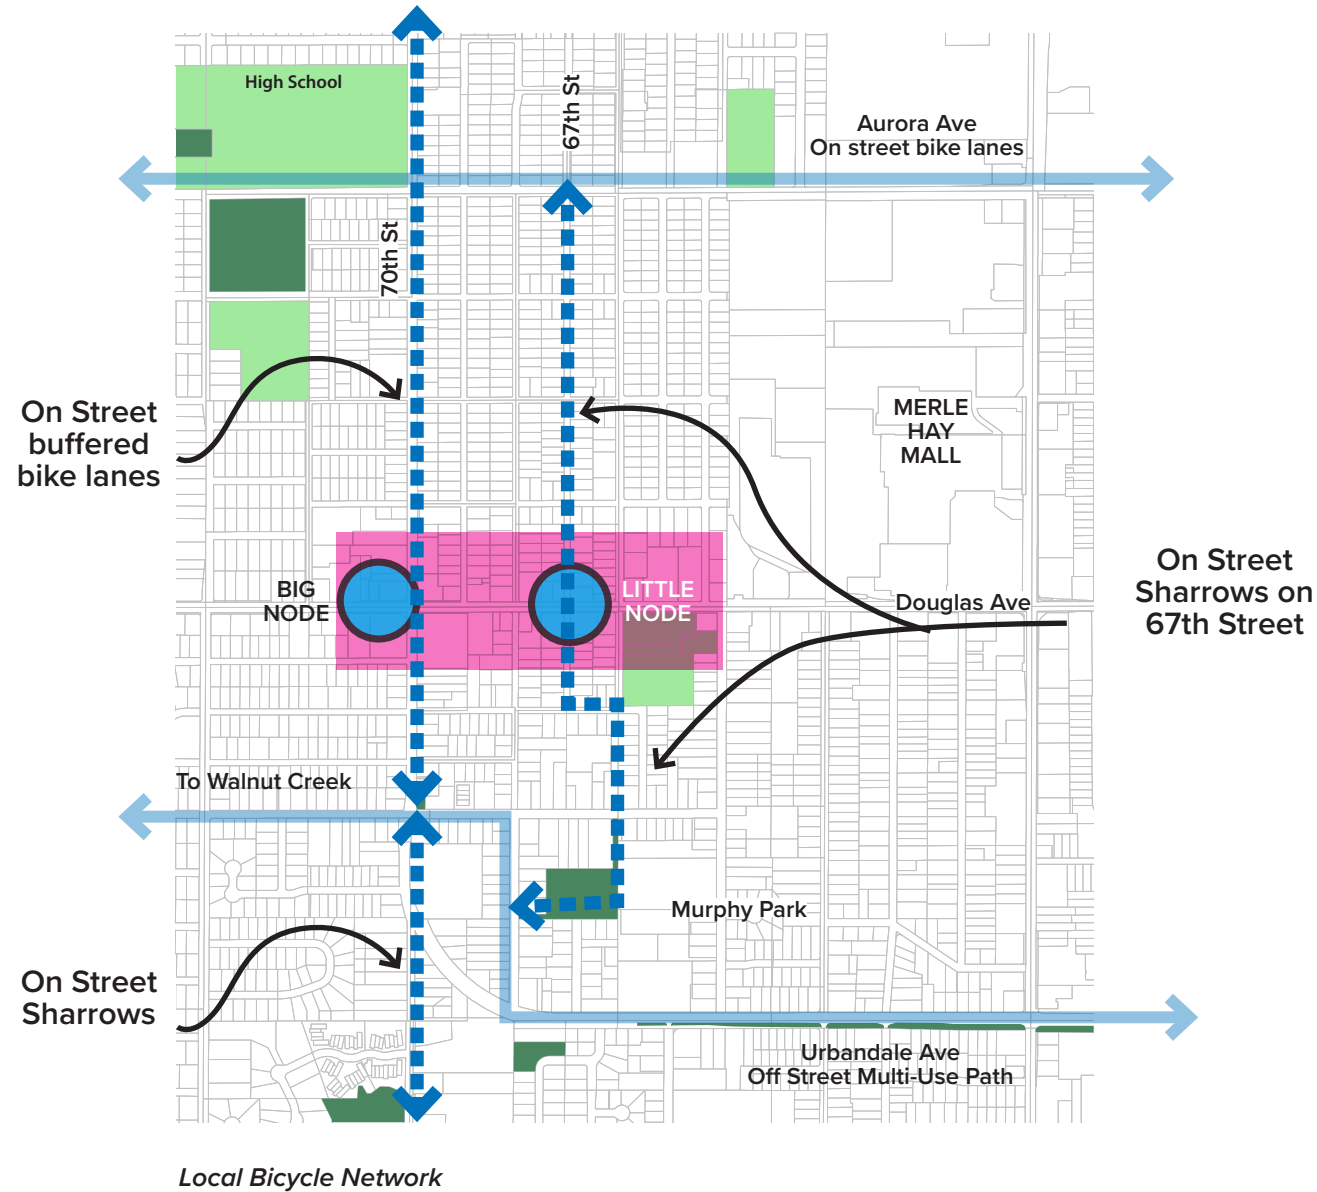 High School
67th St
Aurora Ave
On street bike lanes
70th St
On Street
buffered
bike lanes
MERLE
HAY
MALL
BIG
NODE
LITTLE
NODE
Douglas Ave
On Street
Sharrows on
67th Street
To Walnut Creek
Murphy Park
On Street
Sharrows
Urbandale Ave
Off Street Multi-Use Path
Local Bicycle Network